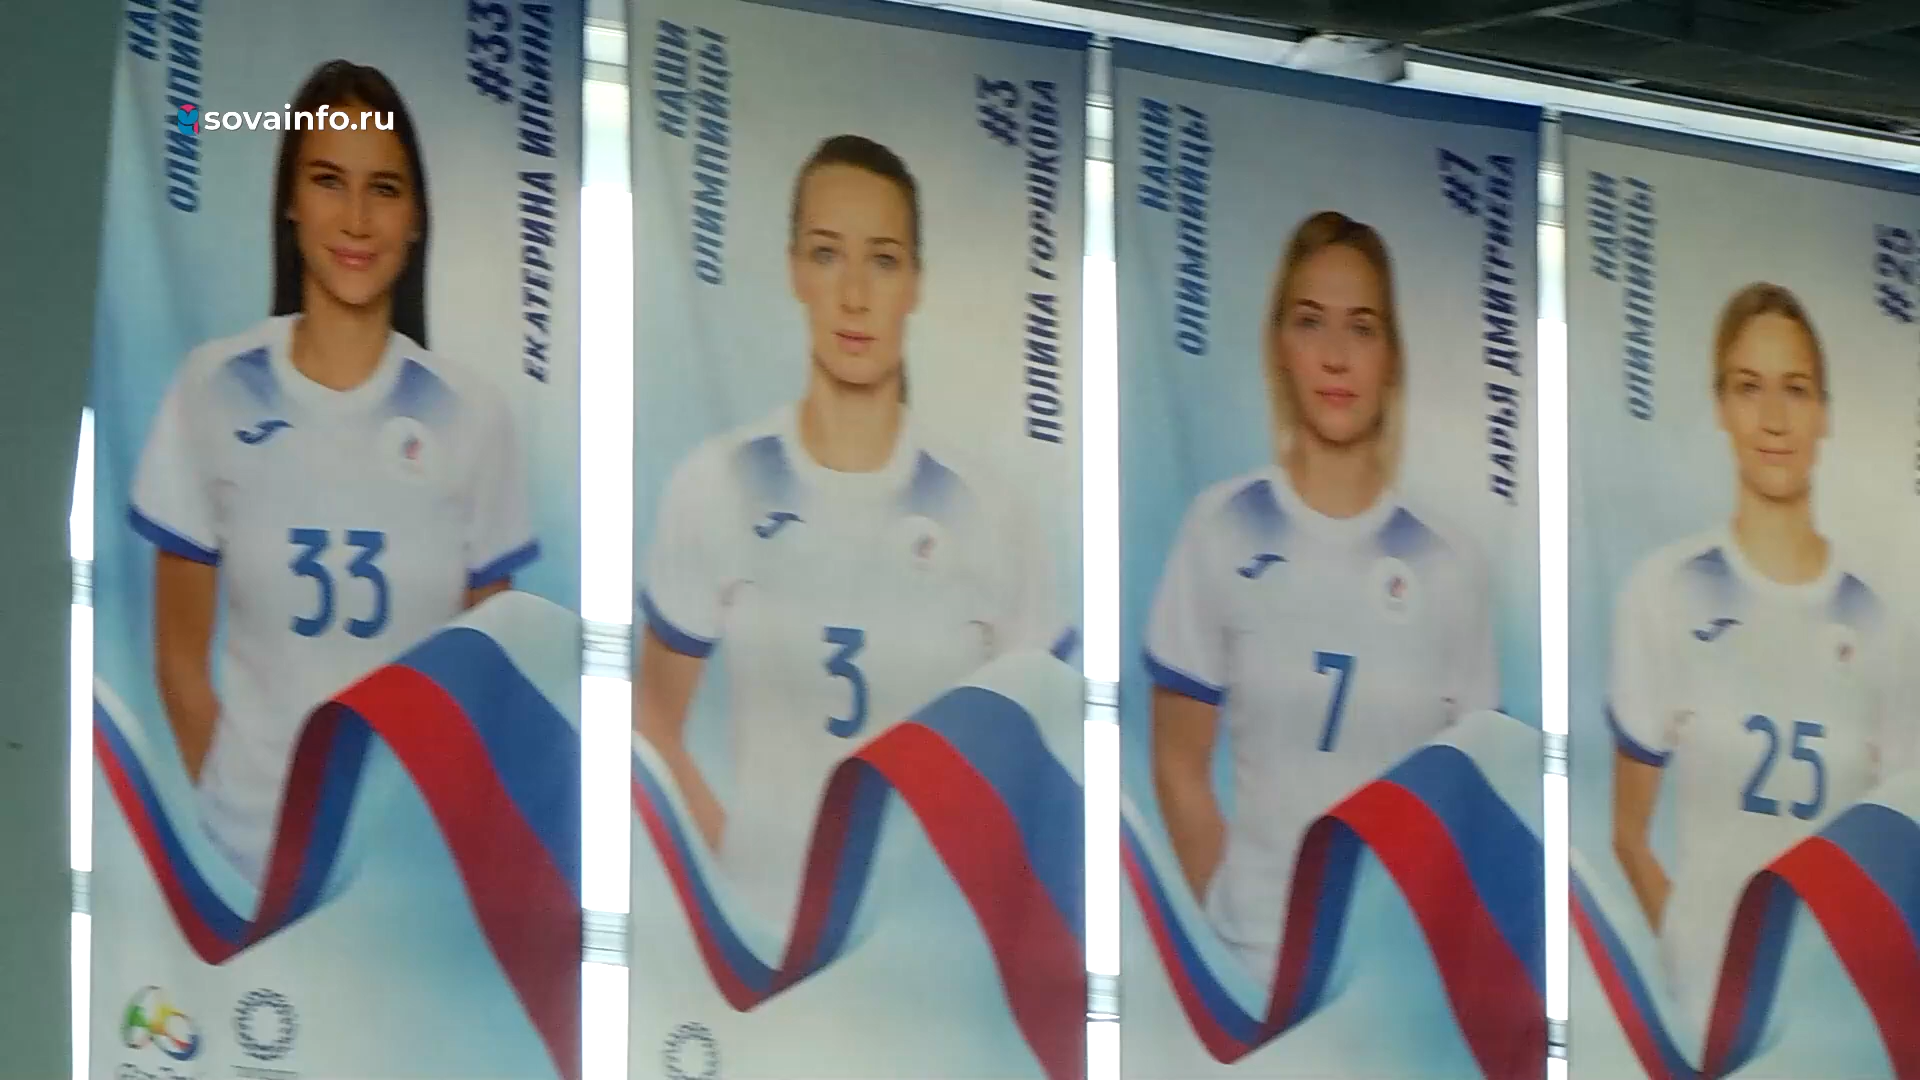 sovainfo.ru
НАШИ
ОЛИМПИЙЦЫ
#33
ЕКАТЕРИНА ИЛЬИНА
33
НАШИ
ОЛИМПИЙЦЫ
#3
ПОЛИНА ГОРШКОВА
3
НАШИ
ОЛИМПИЙЦЫ
#7
ДАРЬЯ ДМИТРИЕВА
7
НАШИ
ОЛИМПИЙЦЫ
#25
25